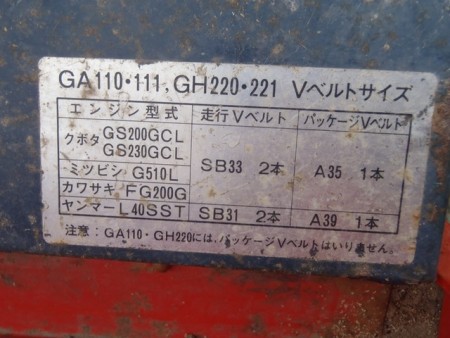 GA110・111，GH220・221 Vベルトサイズ
エンジン型式 走行Vベルト パッケージVベルト
クボタ GS200GCL
GS230GCL
ミツビシ G510L SB33 2本 A35 1本
カワサキ FG200G
ヤンマー L40SST SB31 2本 A39 1本
注意：GA110・GH220には、パッケージVベルトはいりません。